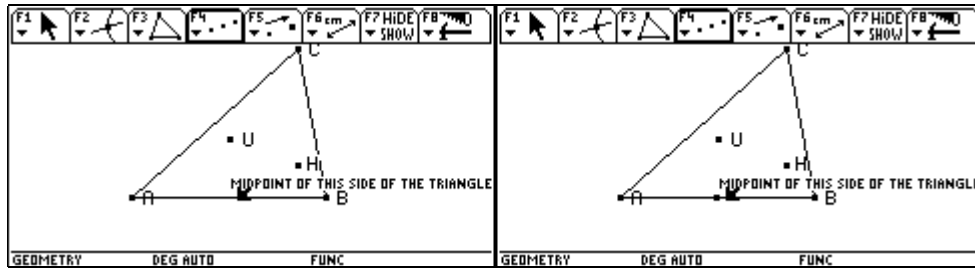 F1 F2 F3 F4 F5 F6 cm F7 HiDE SHOW F8
C
U
H
MIDPOINT OF THIS SIDE OF THE TRIANGLE
A B
GEOMETRY DEG AUTO FUNC
F1 F2 F3 F4 F5 F6 cm F7 HiDE SHOW F8
C
U
H
MIDPOINT OF THIS SIDE OF THE TRIANGLE
A B
GEOMETRY DEG AUTO FUNC